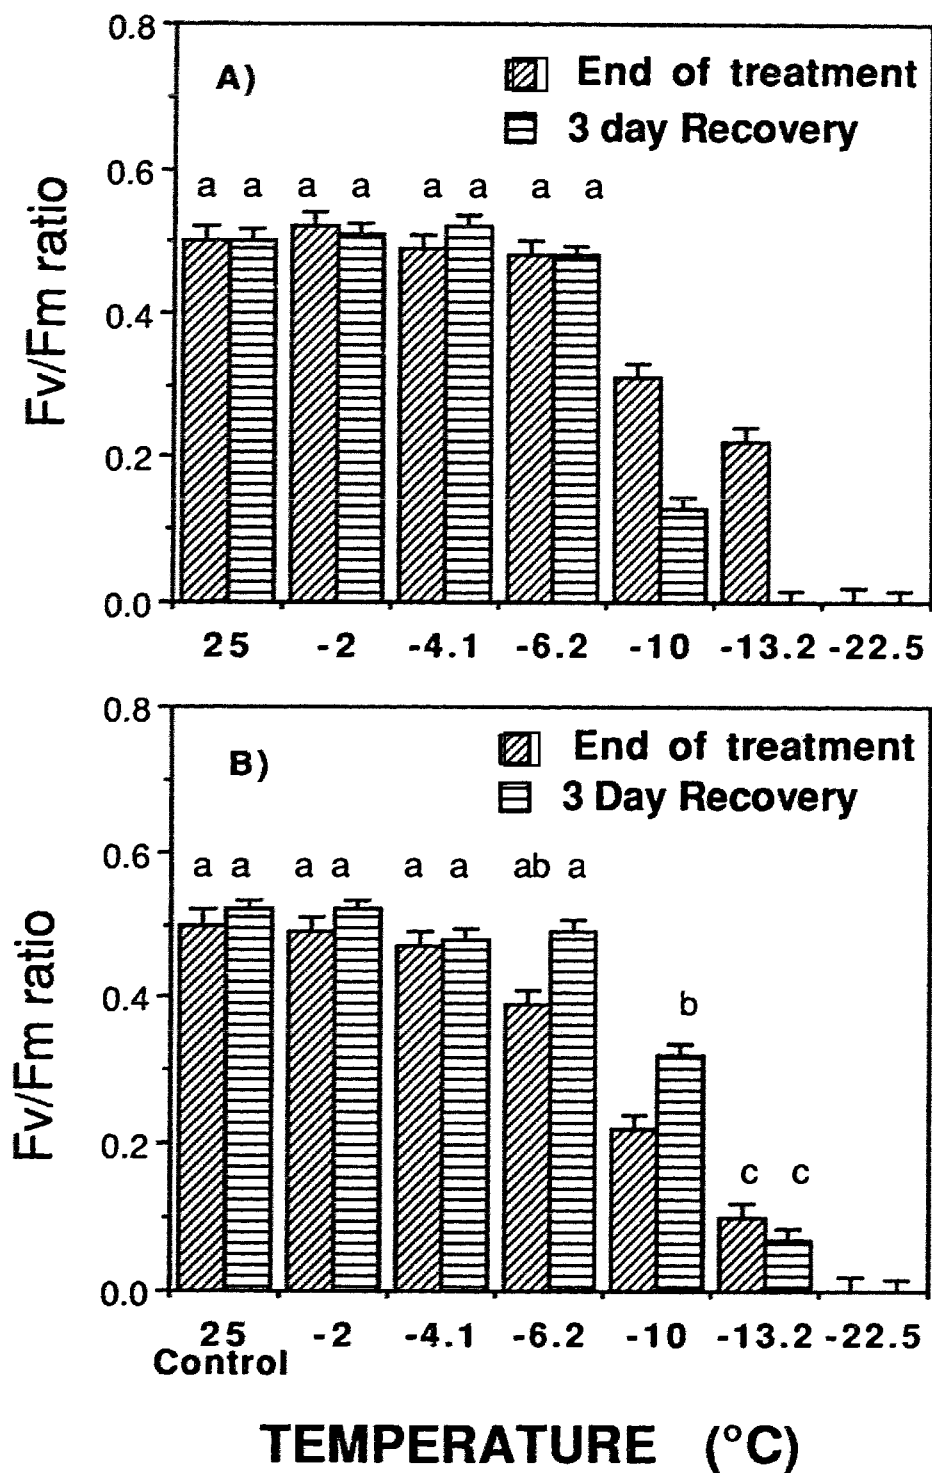 0.8
A)
End of treatment
3 day Recovery
0.6
a a a a a a a a
Fv/Fm ratio
0.4
0.2
0.0
25 -2 -4.1 -6.2 -10 -13.2 -22.5
0.8
B)
End of treatment
3 Day Recovery
0.6
a a a a a a ab a
Fv/Fm ratio
0.4
b
0.2
c c
0.0
25 -2 -4.1 -6.2 -10 -13.2 -22.5
Control
TEMPERATURE (°C)